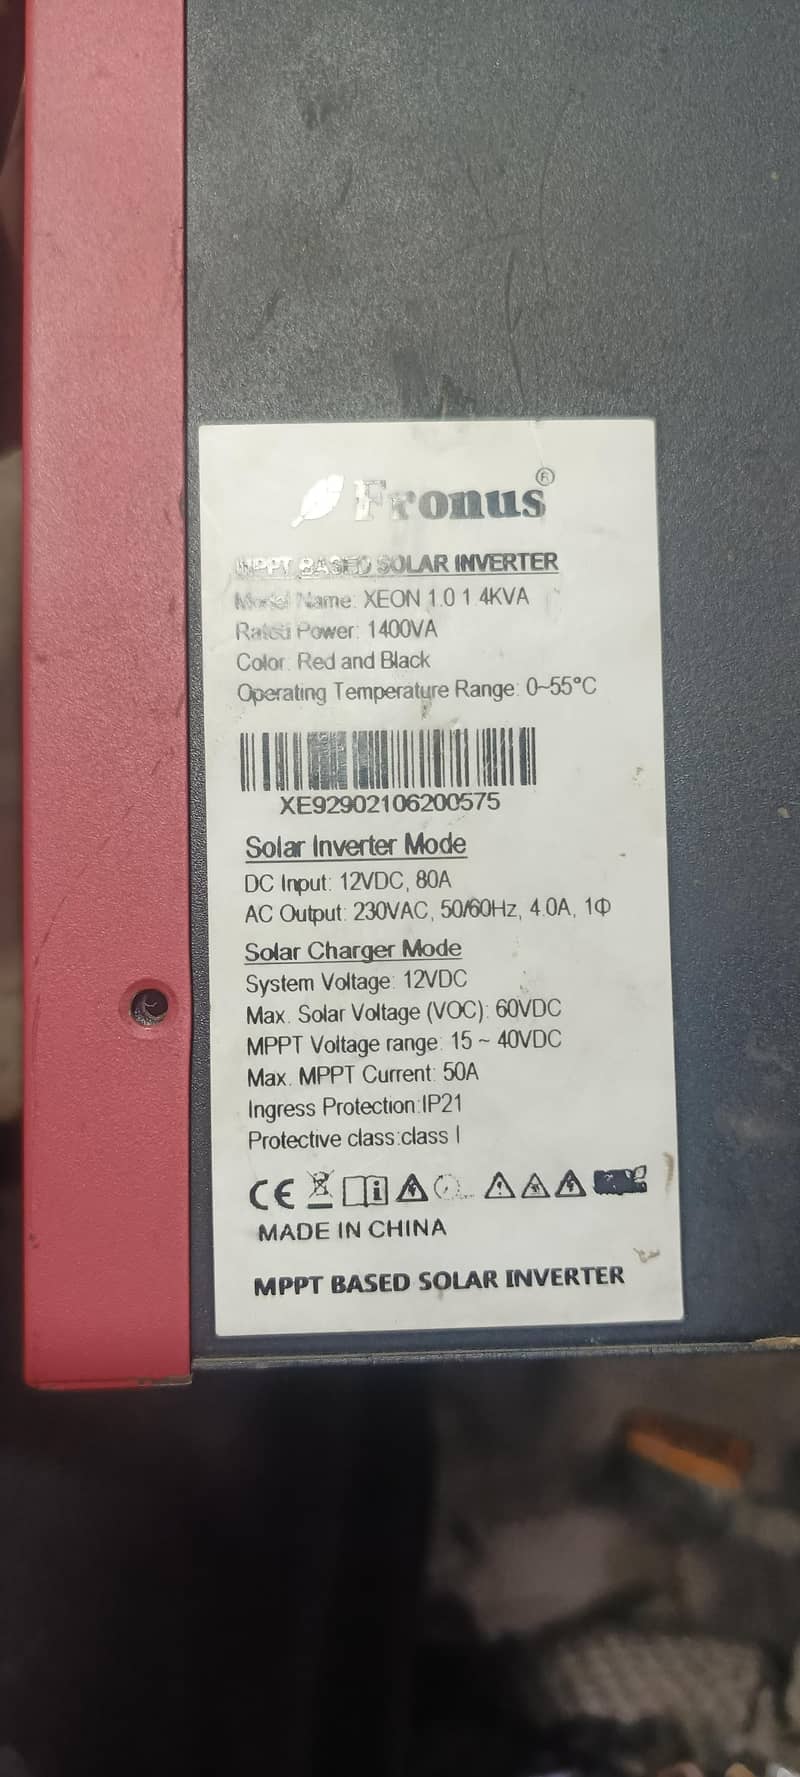 Fronus®
MPPT BASED SOLAR INVERTER
Model Name: XEON 1.0 1.4KVA
Rated Power: 1400VA
Color: Red and Black
Operating Temperature Range: 0~55°C
XE92902106200575
Solar Inverter Mode
DC Input: 12VDC, 80A
AC Output: 230VAC, 50/60Hz, 4.0A, 1Φ
Solar Charger Mode
System Voltage: 12VDC
Max. Solar Voltage (VOC): 60VDC
MPPT Voltage range: 15 ~ 40VDC
Max. MPPT Current: 50A
Ingress Protection:IP21
Protective class:class I
CE
MADE IN CHINA
MPPT BASED SOLAR INVERTER